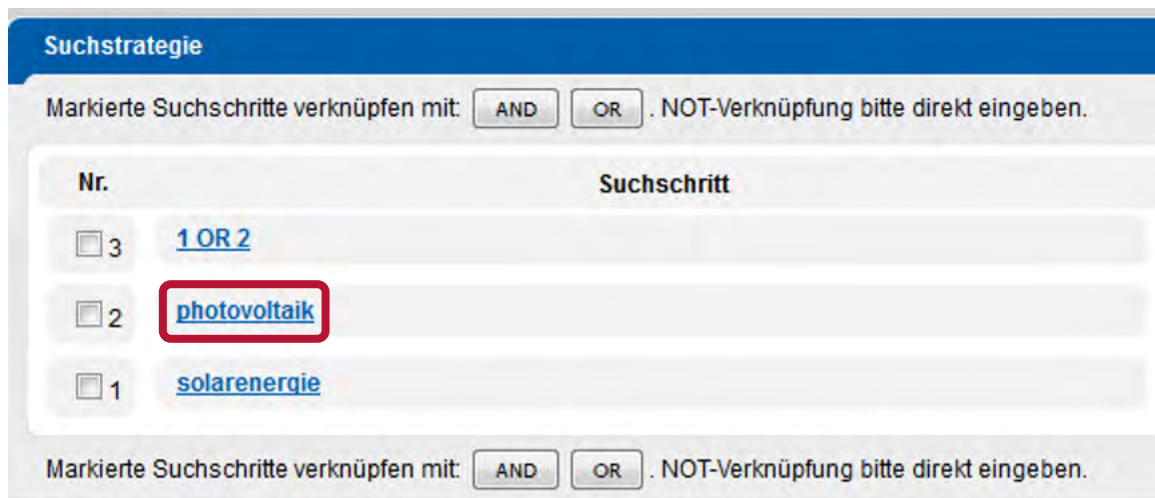 Suchstrategie
Markierte Suchschritte verknüpfen mit: AND OR . NOT-Verknüpfung bitte direkt eingeben.
Nr. Suchschritt
3 1 OR 2
2 photovoltaik
1 solarenergie
Markierte Suchschritte verknüpfen mit: AND OR . NOT-Verknüpfung bitte direkt eingeben.